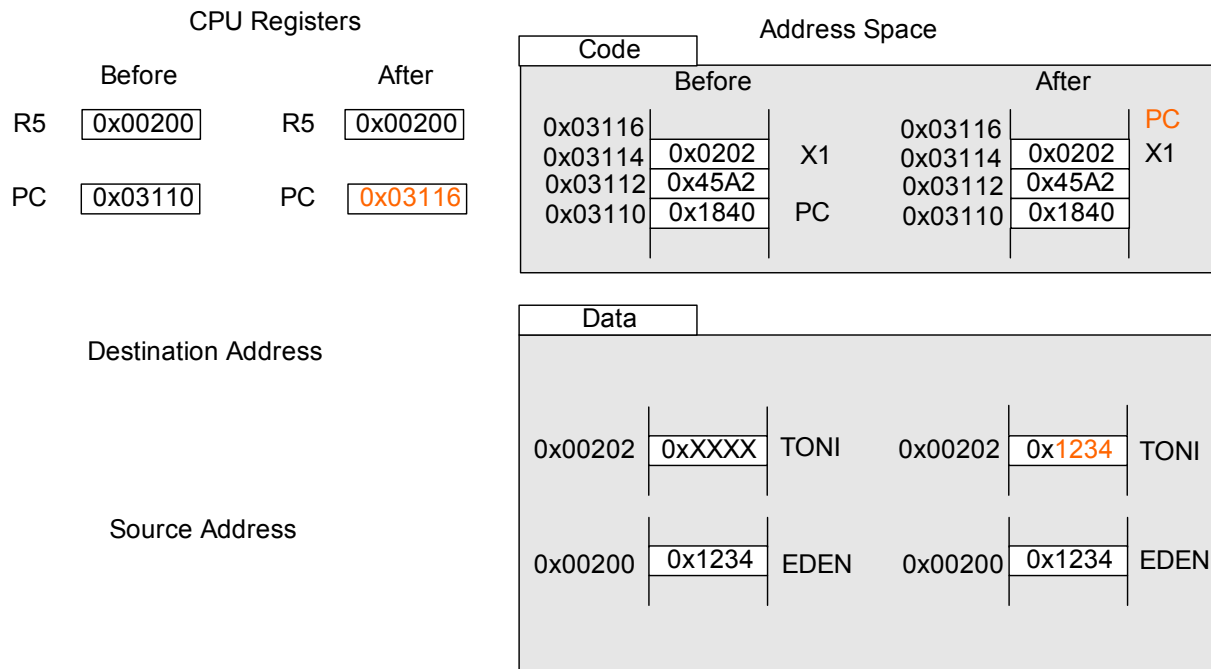 CPU Registers
Before After
R5 0x00200 R5 0x00200
PC 0x03110 PC 0x03116
Address Space
Code
Before After
0x03116 0x03116 PC
0x03114 0x0202 X1 0x03114 0x0202 X1
0x03112 0x45A2 0x03112 0x45A2
0x03110 0x1840 PC 0x03110 0x1840
Data
Destination Address
0x00202 0xXXXX TONI 0x00202 0x1234 TONI
Source Address
0x00200 0x1234 EDEN 0x00200 0x1234 EDEN